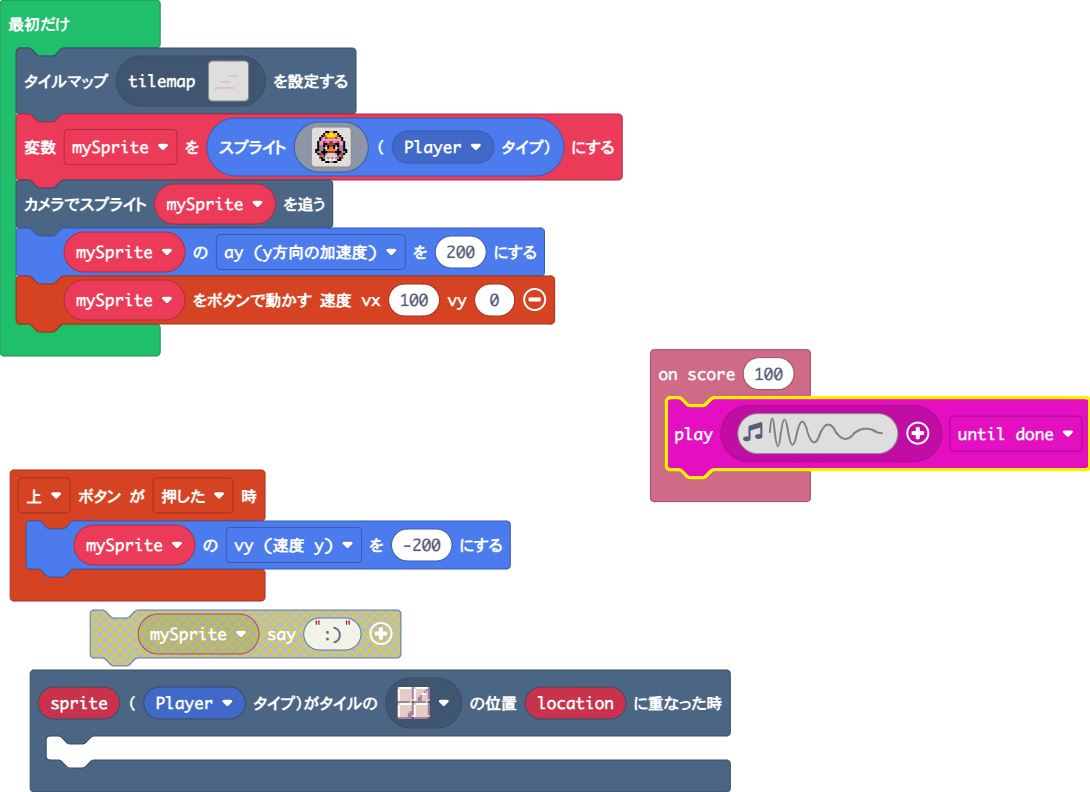 最初だけ
タイルマップ tilemap を設定する
変数 mySprite を スプライト ( Player タイプ) にする
カメラでスプライト mySprite を追う
mySprite の ay (y方向の加速度) を 200 にする
mySprite をボタンで動かす 速度 vx 100 vy 0
on score 100
play until done
上 ボタン が 押した 時
mySprite の vy (速度 y) を -200 にする
mySprite say ":)"
sprite ( Player タイプ)がタイルの の位置 location に重なった時